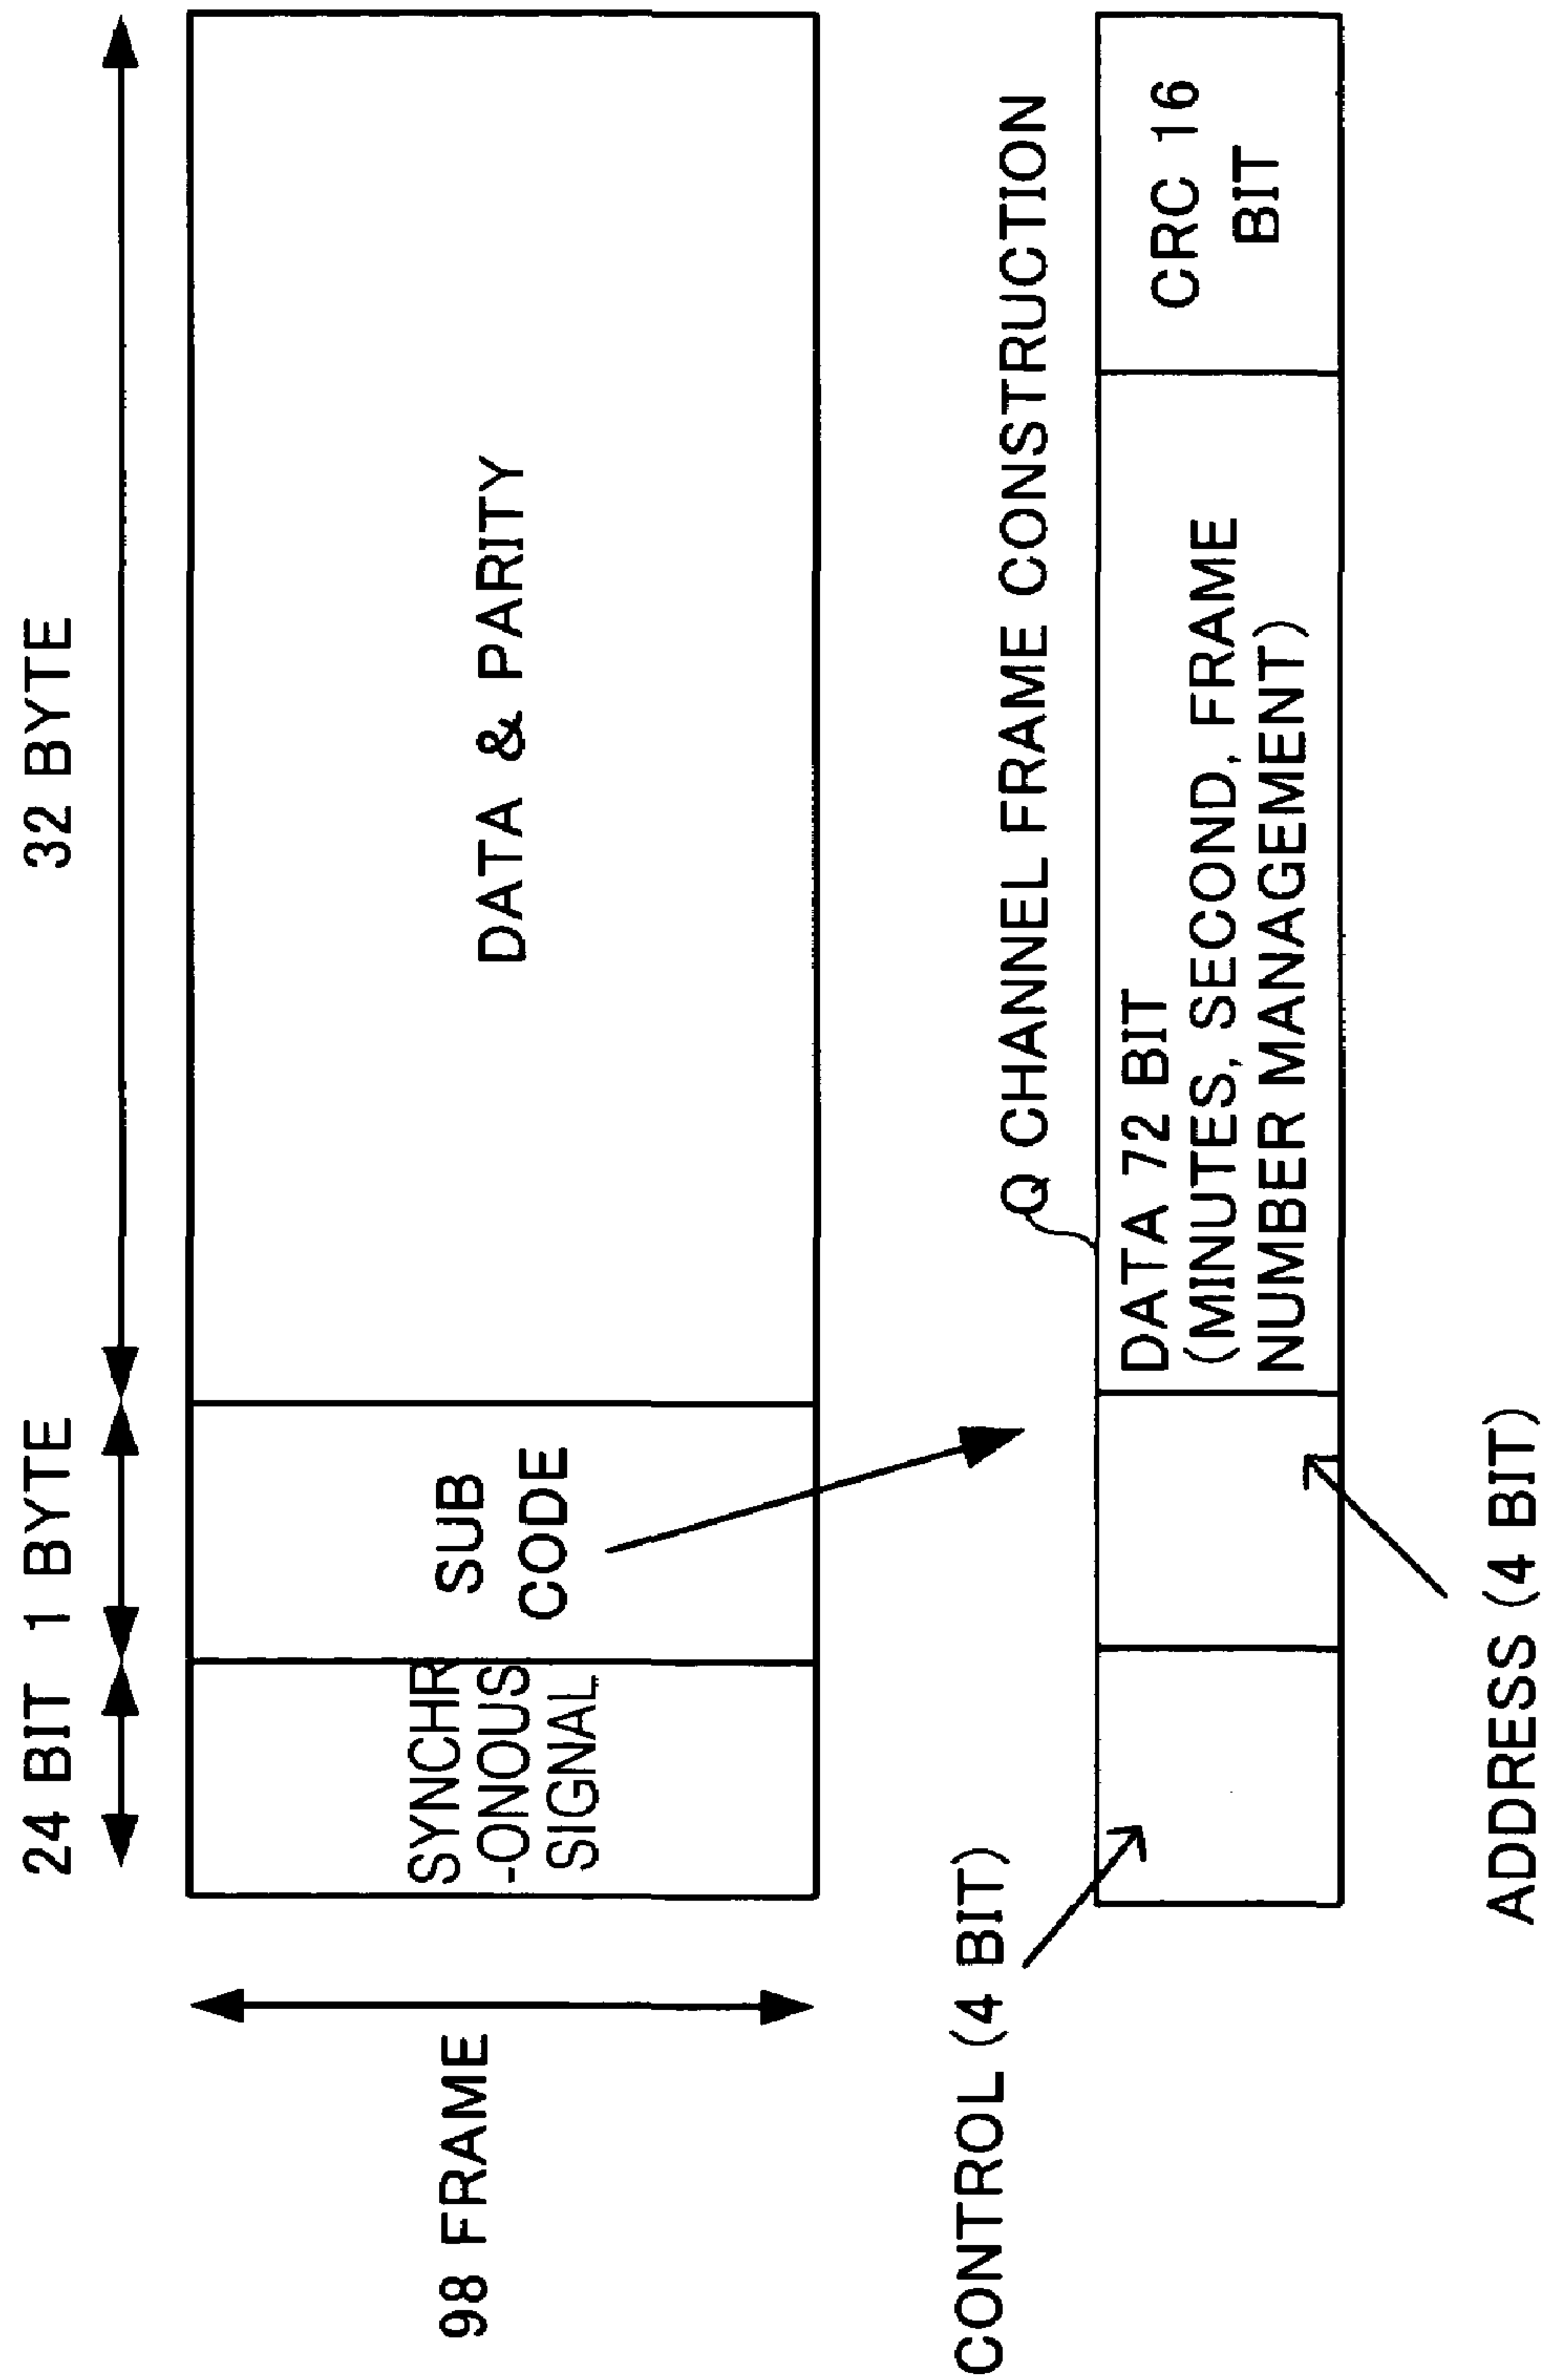 24 BIT
1 BYTE
32 BYTE
98 FRAME
SYNCHR
-ONOUS
SIGNAL
SUB
CODE
DATA & PARITY
Q CHANNEL FRAME CONSTRUCTION
CONTROL (4 BIT)
DATA 72 BIT
(MINUTES, SECOND, FRAME
NUMBER MANAGEMENT)
CRC 16
BIT
ADDRESS (4 BIT)